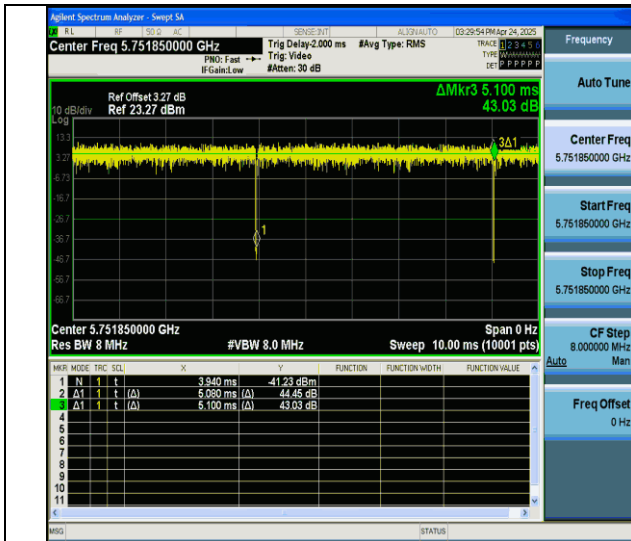 Agilent Spectrum Analyzer - Swept SA
RL RF 50 Ω AC SENSE:INT ALIGN AUTO 03:29:54 PM Apr 24, 2025
Center Freq 5.751850000 GHz
Trig Delay-2.000 ms #Avg Type: RMS
TRACE 1 2 3 4 5 6
PNO: Fast Trig: Video
TYPE
IFGain:Low #Atten: 30 dB
DET P P P P P P
Frequency
Auto Tune
Ref Offset 3.27 dB
ΔMkr3 5.100 ms
10 dB/div Ref 23.27 dBm
43.03 dB
Log
13.3
3.27
-6.73
-16.7
-26.7
-36.7
-46.7
-56.7
-66.7
3Δ1
1
Center Freq
5.751850000 GHz
Start Freq
5.751850000 GHz
Stop Freq
5.751850000 GHz
Center 5.751850000 GHz Span 0 Hz
Res BW 8 MHz #VBW 8.0 MHz Sweep 10.00 ms (10001 pts)
CF Step
8.000000 MHz
Auto Man
Freq Offset
0 Hz
MKR MODE TRC SCL X Y FUNCTION FUNCTION WIDTH FUNCTION VALUE
1 N 1 t 3.940 ms -41.23 dBm
2 Δ1 1 t (Δ) 5.080 ms (Δ) 44.45 dB
3 Δ1 1 t (Δ) 5.100 ms (Δ) 43.03 dB
4
5
6
7
8
9
10
11
MSG STATUS